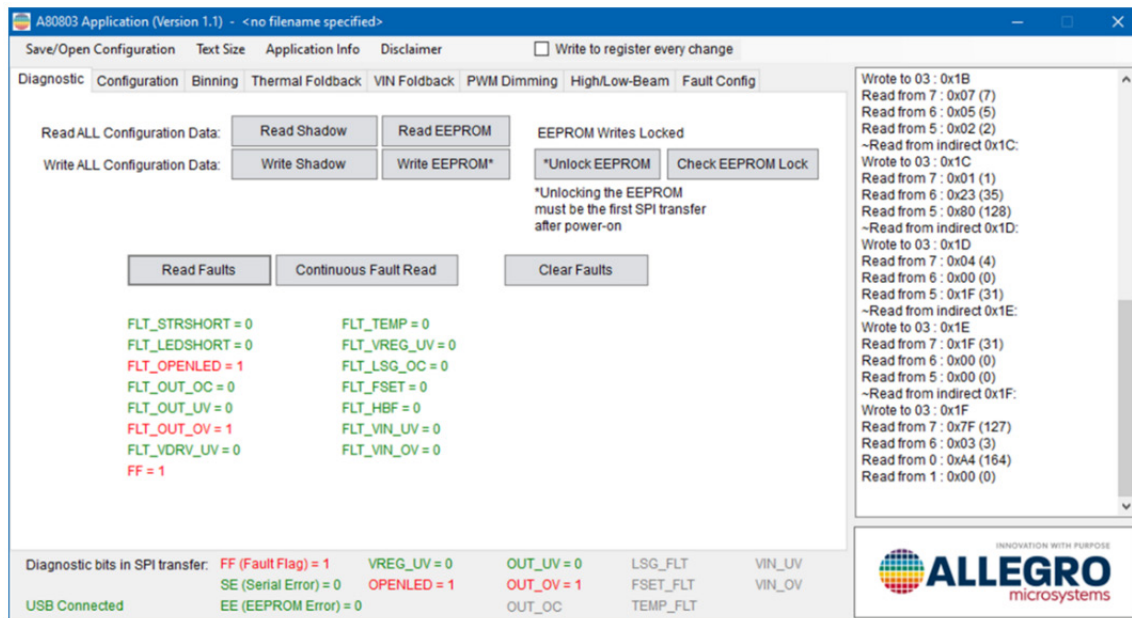 A80803 Application (Version 1.1) - <no filename specified>
Save/Open Configuration Text Size Application Info Disclaimer Write to register every change
Diagnostic Configuration Binning Thermal Foldback VIN Foldback PWM Dimming High/Low-Beam Fault Config
Read ALL Configuration Data: Read Shadow Read EEPROM EEPROM Writes Locked
Write ALL Configuration Data: Write Shadow Write EEPROM* *Unlock EEPROM Check EEPROM Lock
*Unlocking the EEPROM
must be the first SPI transfer
after power-on
Read Faults Continuous Fault Read Clear Faults
FLT_STRSHORT = 0 FLT_TEMP = 0
FLT_LEDSHORT = 0 FLT_VREG_UV = 0
FLT_OPENLED = 1 FLT_LSG_OC = 0
FLT_OUT_OC = 0 FLT_FSET = 0
FLT_OUT_UV = 0 FLT_HBF = 0
FLT_OUT_OV = 1 FLT_VIN_UV = 0
FLT_VDRV_UV = 0 FLT_VIN_OV = 0
FF = 1
Wrote to 03 : 0x1B
Read from 7 : 0x07 (7)
Read from 6 : 0x05 (5)
Read from 5 : 0x02 (2)
~Read from indirect 0x1C:
Wrote to 03 : 0x1C
Read from 7 : 0x01 (1)
Read from 6 : 0x23 (35)
Read from 5 : 0x80 (128)
~Read from indirect 0x1D:
Wrote to 03 : 0x1D
Read from 7 : 0x04 (4)
Read from 6 : 0x00 (0)
Read from 5 : 0x1F (31)
~Read from indirect 0x1E:
Wrote to 03 : 0x1E
Read from 7 : 0x1F (31)
Read from 6 : 0x00 (0)
Read from 5 : 0x00 (0)
~Read from indirect 0x1F:
Wrote to 03 : 0x1F
Read from 7 : 0x7F (127)
Read from 6 : 0x03 (3)
Read from 0 : 0xA4 (164)
Read from 1 : 0x00 (0)
Diagnostic bits in SPI transfer: FF (Fault Flag) = 1 VREG_UV = 0 OUT_UV = 0 LSG_FLT VIN_UV
SE (Serial Error) = 0 OPENLED = 1 OUT_OV = 1 FSET_FLT VIN_OV
USB Connected EE (EEPROM Error) = 0 OUT_OC TEMP_FLT
INNOVATION WITH PURPOSE
ALLEGRO
microsystems